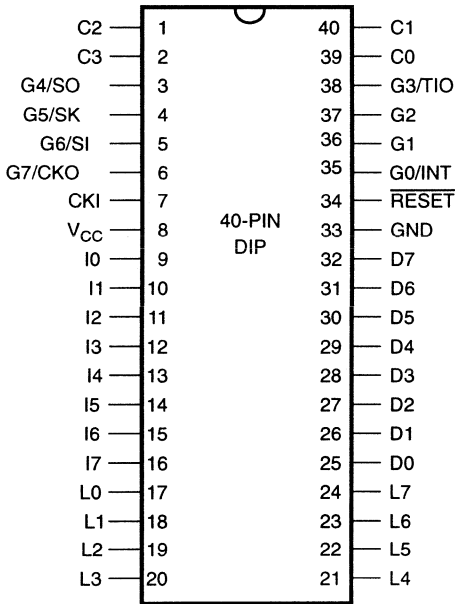 C2 1 40 C1
C3 2 39 C0
G4/SO 3 38 G3/TIO
G5/SK 4 37 G2
G6/SI 5 36 G1
G7/CKO 6 35 G0/INT
CKI 7 34 RESET
VCC 8 33 GND
40-PIN
DIP
I0 9 32 D7
I1 10 31 D6
I2 11 30 D5
I3 12 29 D4
I4 13 28 D3
I5 14 27 D2
I6 15 26 D1
I7 16 25 D0
L0 17 24 L7
L1 18 23 L6
L2 19 22 L5
L3 20 21 L4